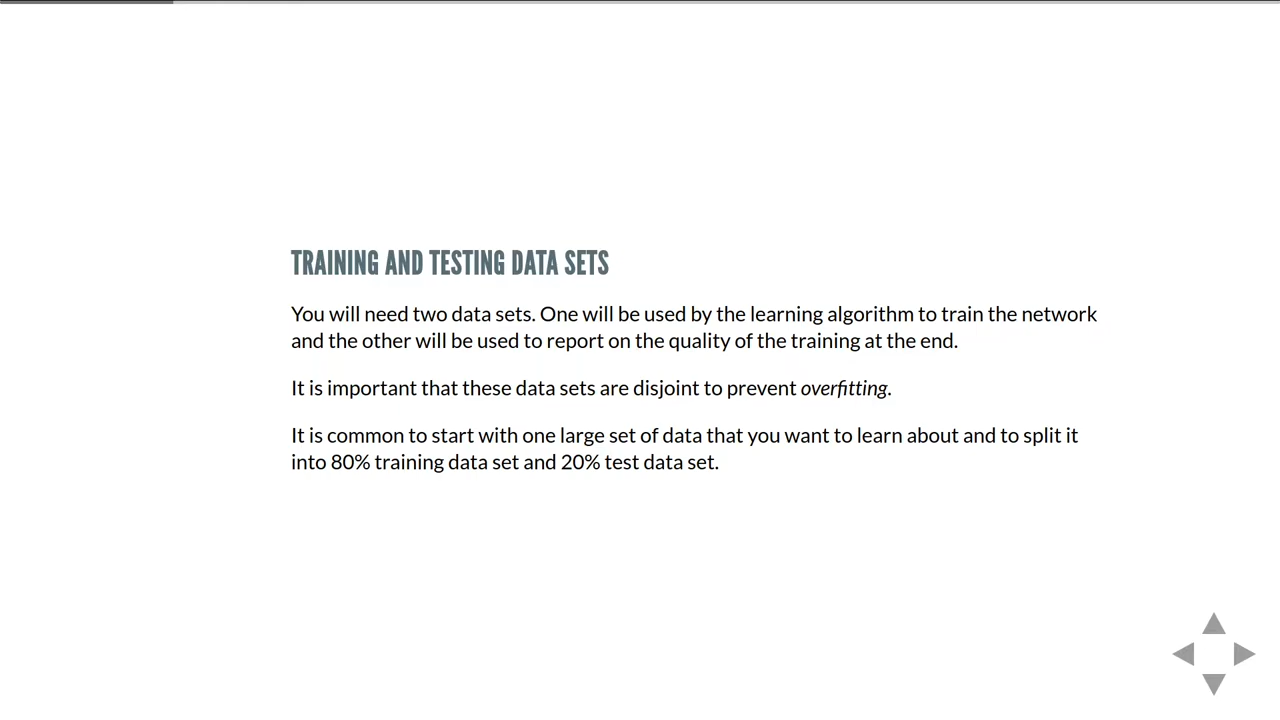 TRAINING AND TESTING DATA SETS
You will need two data sets. One will be used by the learning algorithm to train the network
and the other will be used to report on the quality of the training at the end.
It is important that these data sets are disjoint to prevent overfitting.
It is common to start with one large set of data that you want to learn about and to split it
into 80% training data set and 20% test data set.